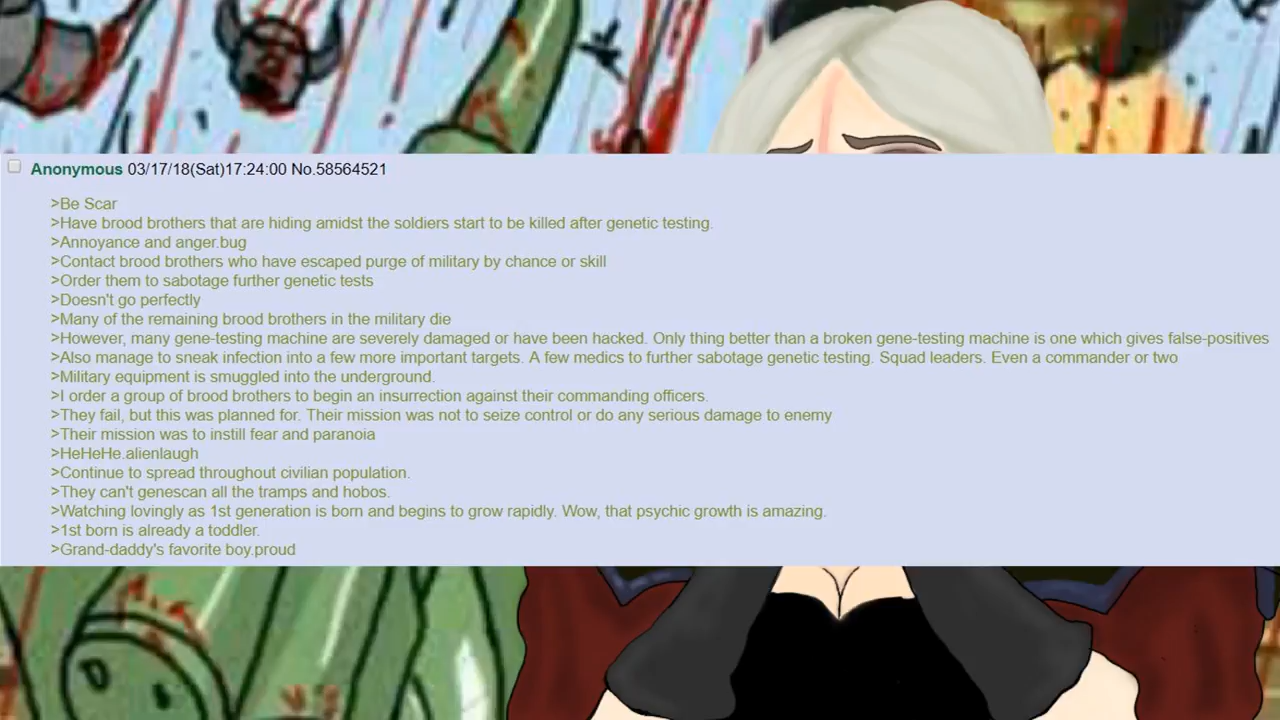 Anonymous 03/17/18(Sat)17:24:00 No.58564521
>Be Scar
>Have brood brothers that are hiding amidst the soldiers start to be killed after genetic testing.
>Annoyance and anger.bug
>Contact brood brothers who have escaped purge of military by chance or skill
>Order them to sabotage further genetic tests
>Doesn't go perfectly
>Many of the remaining brood brothers in the military die
>However, many gene-testing machine are severely damaged or have been hacked. Only thing better than a broken gene-testing machine is one which gives false-positives
>Also manage to sneak infection into a few more important targets. A few medics to further sabotage genetic testing. Squad leaders. Even a commander or two
>Military equipment is smuggled into the underground.
>I order a group of brood brothers to begin an insurrection against their commanding officers.
>They fail, but this was planned for. Their mission was not to seize control or do any serious damage to enemy
>Their mission was to instill fear and paranoia
>HeHeHe.alienlaugh
>Continue to spread throughout civilian population.
>They can't genescan all the tramps and hobos.
>Watching lovingly as 1st generation is born and begins to grow rapidly. Wow, that psychic growth is amazing.
>1st born is already a toddler.
>Grand-daddy's favorite boy.proud